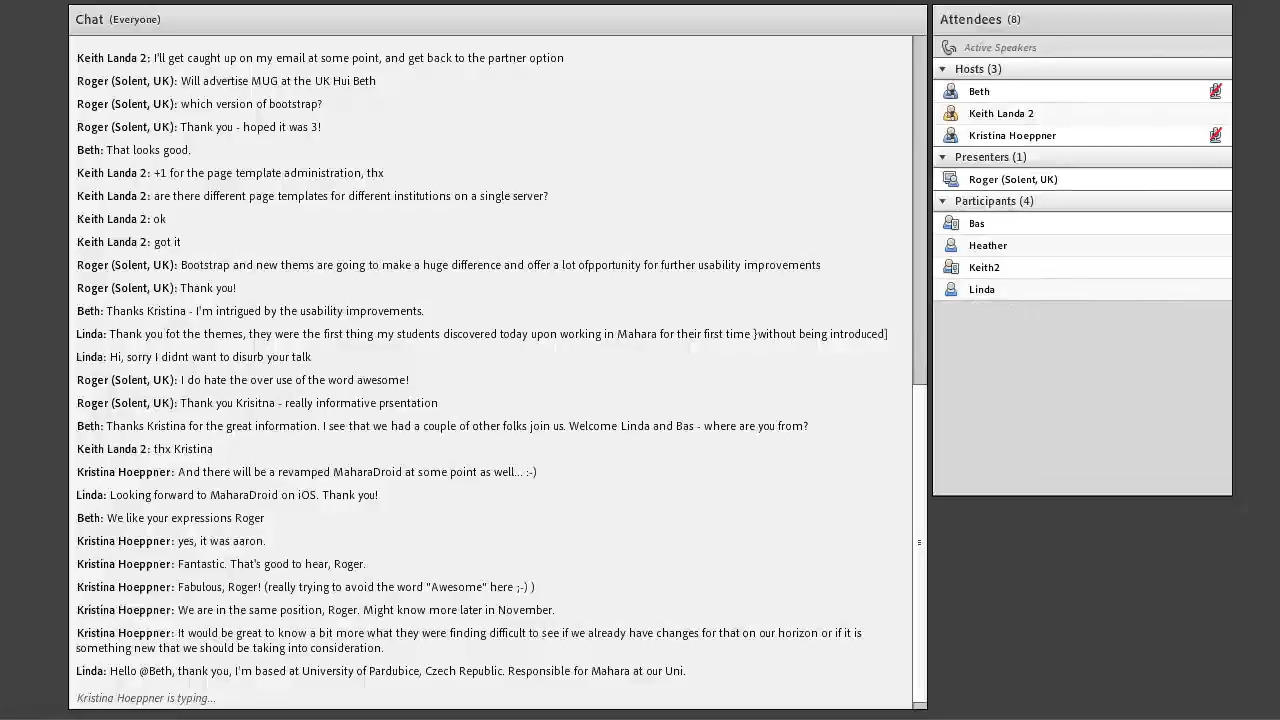 Chat (Everyone)
Keith Landa 2: I'll get caught up on my email at some point, and get back to the partner option
Roger (Solent, UK): Will advertise MUG at the UK Hui Beth
Roger (Solent, UK): which version of bootstrap?
Roger (Solent, UK): Thank you - hoped it was 3!
Beth: That looks good.
Keith Landa 2: +1 for the page template administration, thx
Keith Landa 2: are there different page templates for different institutions on a single server?
Keith Landa 2: ok
Keith Landa 2: got it
Roger (Solent, UK): Bootstrap and new thems are going to make a huge difference and offer a lot ofpportunity for further usability improvements
Roger (Solent, UK): Thank you!
Beth: Thanks Kristina - I'm intrigued by the usability improvements.
Linda: Thank you fot the themes, they were the first thing my students discovered today upon working in Mahara for their first time }without being introduced]
Linda: Hi, sorry I didnt want to disurb your talk
Roger (Solent, UK): I do hate the over use of the word awesome!
Roger (Solent, UK): Thank you Krisitna - really informative prsentation
Beth: Thanks Kristina for the great information. I see that we had a couple of other folks join us. Welcome Linda and Bas - where are you from?
Keith Landa 2: thx Kristina
Kristina Hoeppner: And there will be a revamped MaharaDroid at some point as well... :-)
Linda: Looking forward to MaharaDroid on iOS. Thank you!
Beth: We like your expressions Roger
Kristina Hoeppner: yes, it was aaron.
Kristina Hoeppner: Fantastic. That's good to hear, Roger.
Kristina Hoeppner: Fabulous, Roger! (really trying to avoid the word "Awesome" here ;-) )
Kristina Hoeppner: We are in the same position, Roger. Might know more later in November.
Kristina Hoeppner: It would be great to know a bit more what they were finding difficult to see if we already have changes for that on our horizon or if it is
something new that we should be taking into consideration.
Linda: Hello @Beth, thank you, I'm based at University of Pardubice, Czech Republic. Responsible for Mahara at our Uni.
Kristina Hoeppner is typing...
Attendees (8)
Active Speakers
Hosts (3)
Beth
Keith Landa 2
Kristina Hoeppner
Presenters (1)
Roger (Solent, UK)
Participants (4)
Bas
Heather
Keith2
Linda